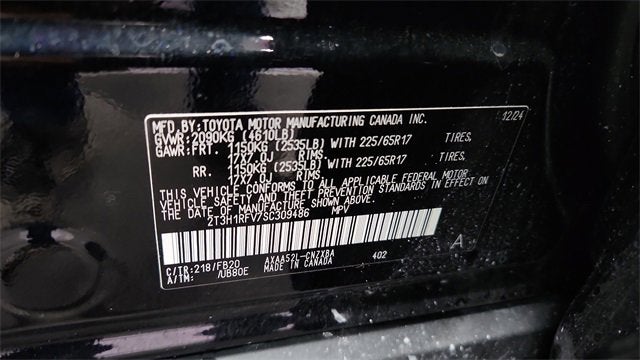 MFD.BY:TOYOTA MOTOR MANUFACTURING CANADA INC. 12/24
GVWR:2090KG (4610LB)
GAWR:FRT. 1150KG (2535LB) WITH 225/65R17 TIRES,
17X7.0J RIMS
RR. 1150KG (2535LB) WITH 225/65R17 TIRES,
17X7.0J RIMS
THIS VEHICLE CONFORMS TO ALL APPLICABLE FEDERAL MOTOR
VEHICLE SAFETY AND THEFT PREVENTION STANDARDS IN EFFECT ON
THE DATE OF MANUFACTURE SHOWN ABOVE.
2T3H1RFV7SC309486 MPV
A
C/TR:218/FB20 AXAA52L-CNZXBA 402
A/TM: /UB80E MADE IN CANADA